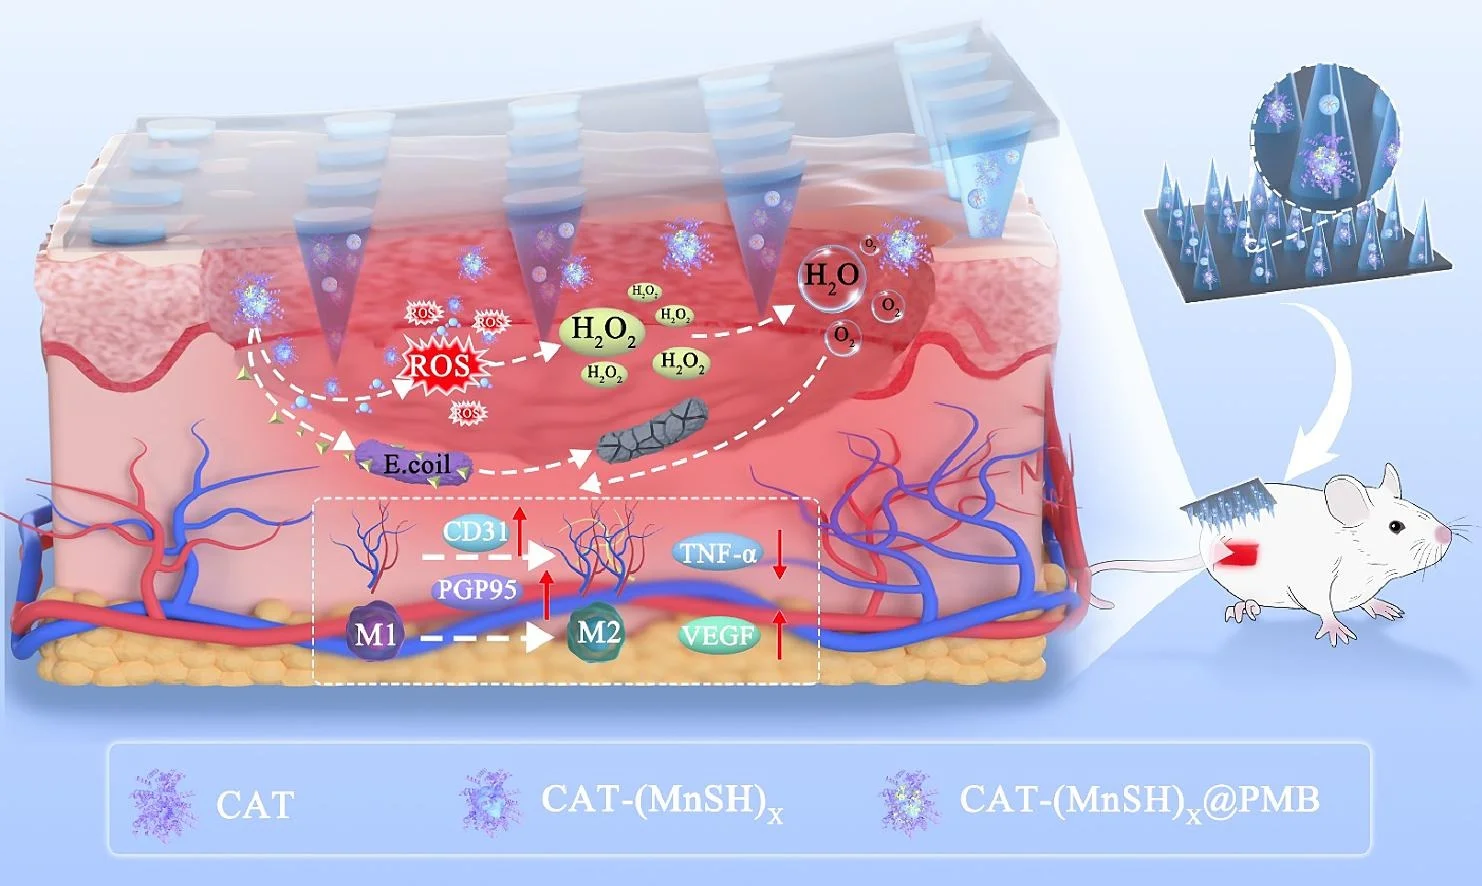 O₂
H₂O
O₂
O₂
H₂O₂
H₂O₂
H₂O₂
H₂O₂
H₂O₂
ROS
ROS
ROS
ROS
E.coil
CD31
PGP95
TNF-α
M1
M2
VEGF
CAT
CAT-(MnSH)ₓ
CAT-(MnSH)ₓ@PMB